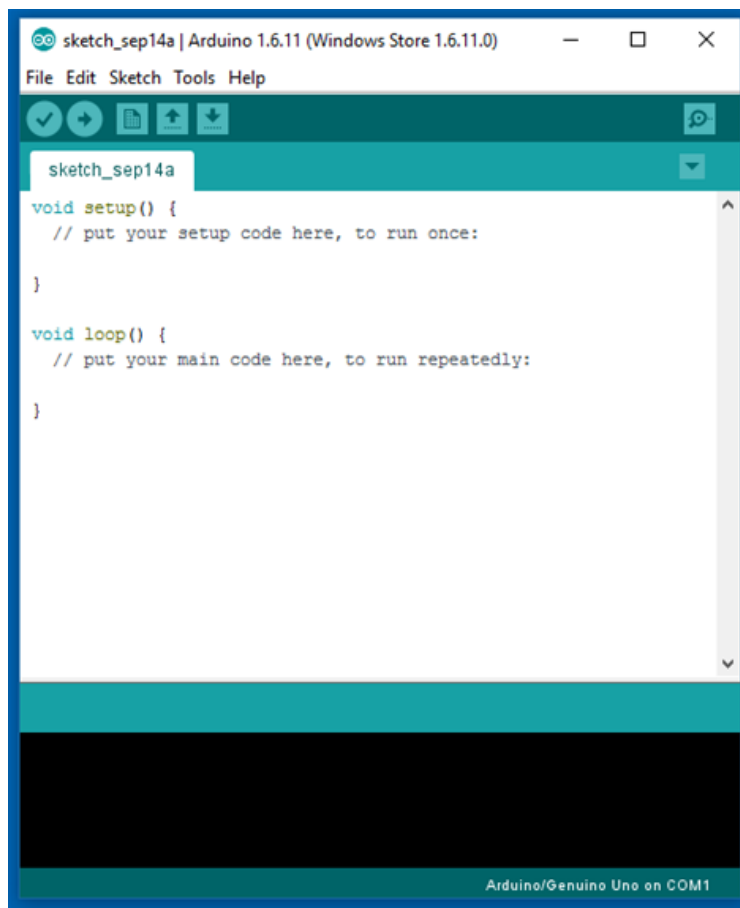 sketch_sep14a | Arduino 1.6.11 (Windows Store 1.6.11.0)
File Edit Sketch Tools Help
sketch_sep14a
void setup() {
  // put your setup code here, to run once:
}
void loop() {
  // put your main code here, to run repeatedly:
}
Arduino/Genuino Uno on COM1